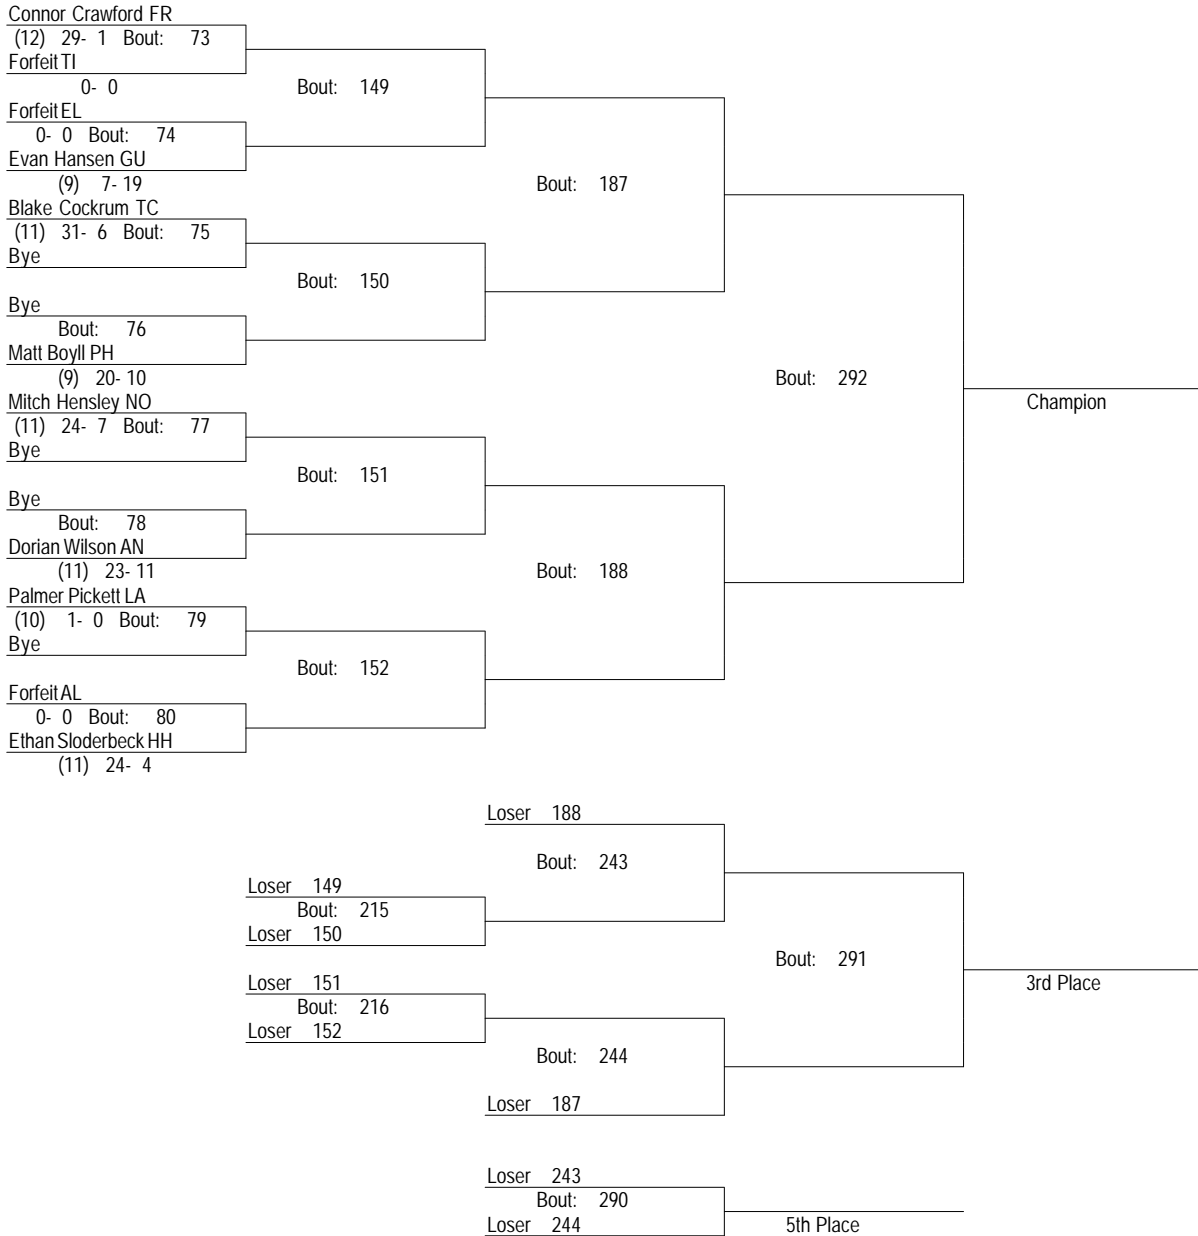 Connor Crawford FR
(12) 29- 1 Bout: 73
Forfeit TI
0- 0
Bout: 149
Forfeit EL
0- 0 Bout: 74
Evan Hansen GU
(9) 7- 19
Bout: 187
Blake Cockrum TC
(11) 31- 6 Bout: 75
Bye
Bout: 150
Bye
Bout: 76
Matt Boyll PH
(9) 20- 10
Bout: 292
Champion
Mitch Hensley NO
(11) 24- 7 Bout: 77
Bye
Bout: 151
Bye
Bout: 78
Dorian Wilson AN
(11) 23- 11
Bout: 188
Palmer Pickett LA
(10) 1- 0 Bout: 79
Bye
Bout: 152
Forfeit AL
0- 0 Bout: 80
Ethan Sloderbeck HH
(11) 24- 4
Loser 188
Bout: 243
Loser 149
Bout: 215
Loser 150
Bout: 291
3rd Place
Loser 151
Bout: 216
Loser 152
Bout: 244
Loser 187
Loser 243
Bout: 290
Loser 244
5th Place